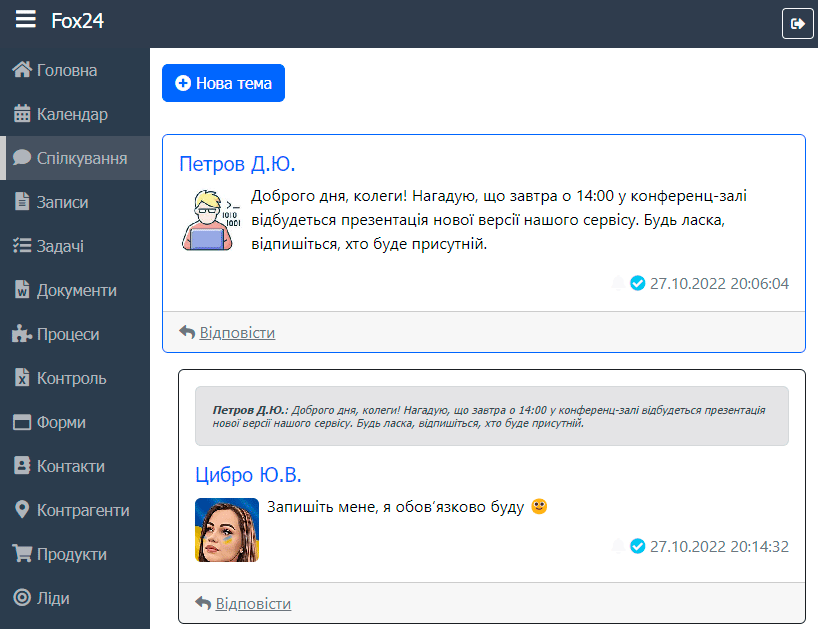 Fox24
Головна
Календар
Спілкування
Записи
Задачі
Документи
Процеси
Контроль
Форми
Контакти
Контрагенти
Продукти
Ліди
Нова тема
Петров Д.Ю.
Доброго дня, колеги! Нагадую, що завтра о 14:00 у конференц-залі
відбудеться презентація нової версії нашого сервісу. Будь ласка,
відпишіться, хто буде присутній.
>_
1010
1001
27.10.2022 20:06:04
Відповісти
Петров Д.Ю.: Доброго дня, колеги! Нагадую, що завтра о 14:00 у конференц-залі відбудеться презентація
нової версії нашого сервісу. Будь ласка, відпишіться, хто буде присутній.
Цибро Ю.В.
Запишіть мене, я обов’язково буду 🙂
27.10.2022 20:14:32
Відповісти